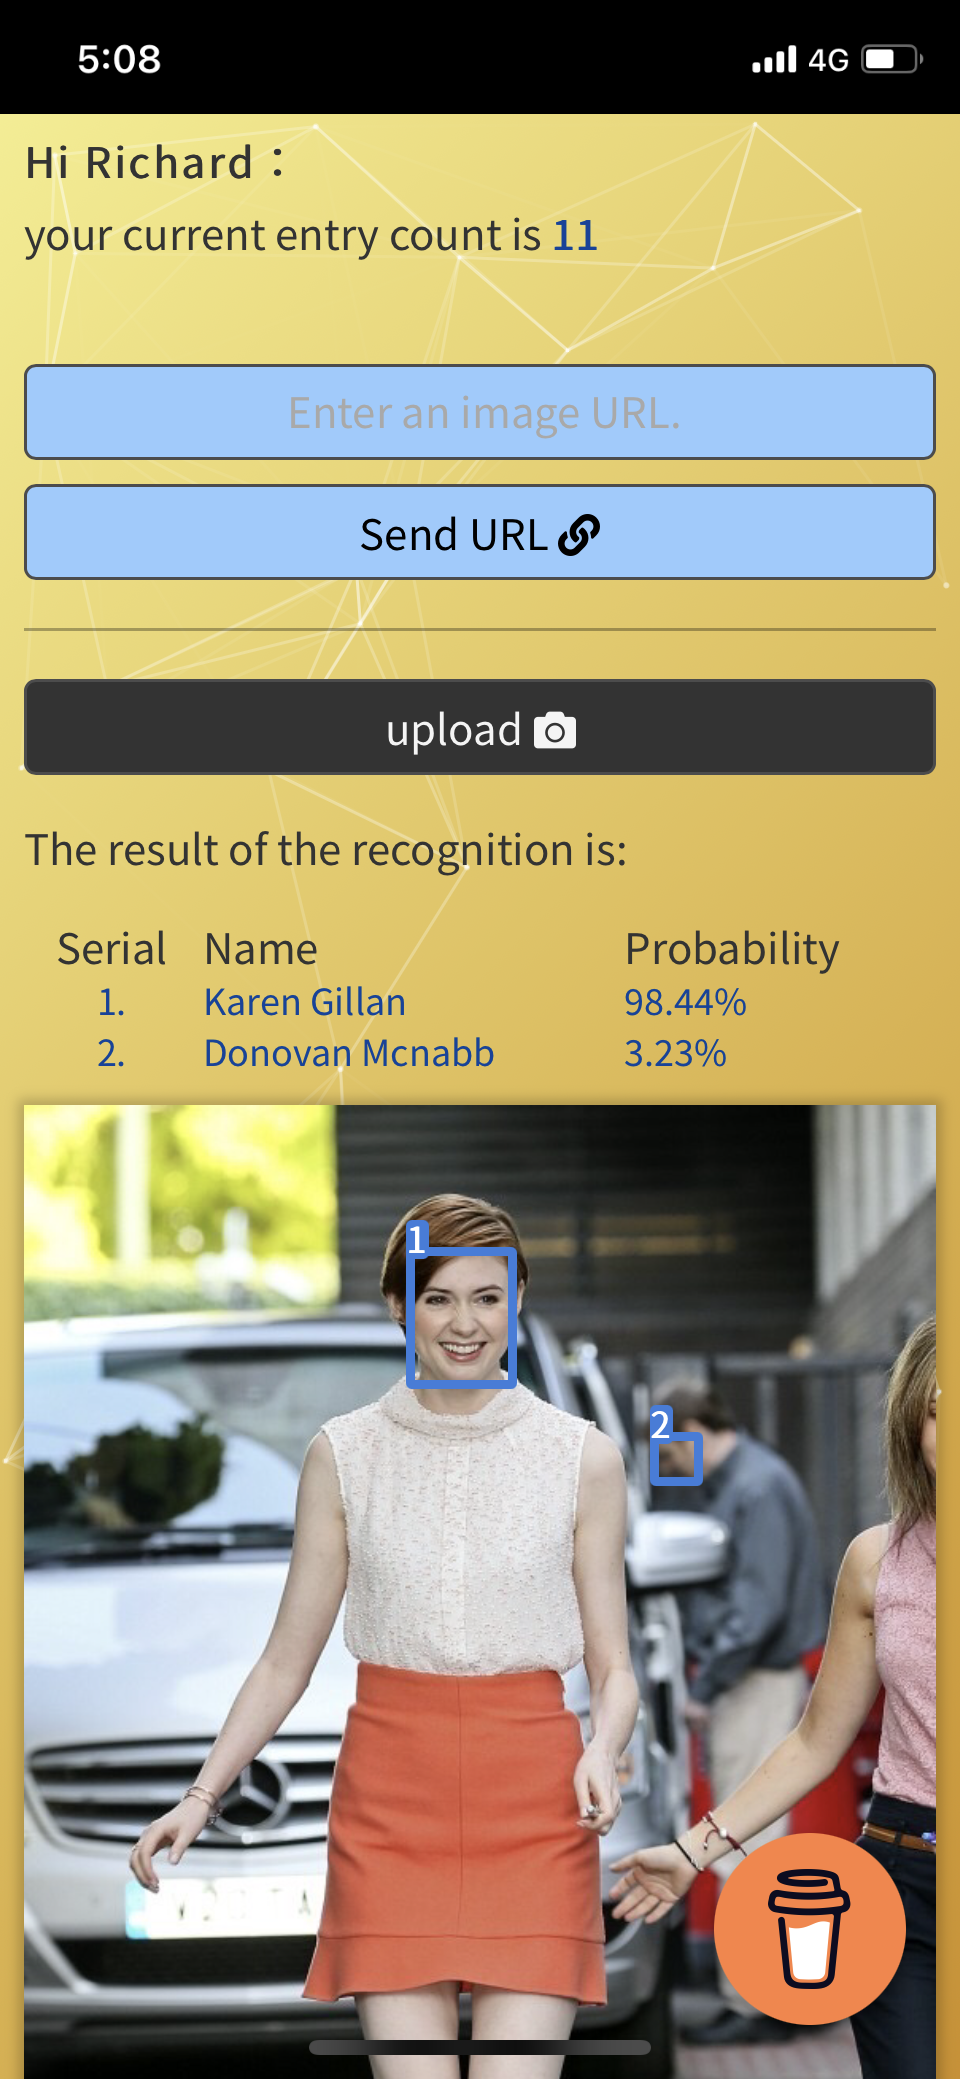 5:08
4G
Hi Richard：
your current entry count is 11
Enter an image URL.
Send URL
upload
The result of the recognition is:
Serial Name Probability
1. Karen Gillan 98.44%
2. Donovan Mcnabb 3.23%
1
2